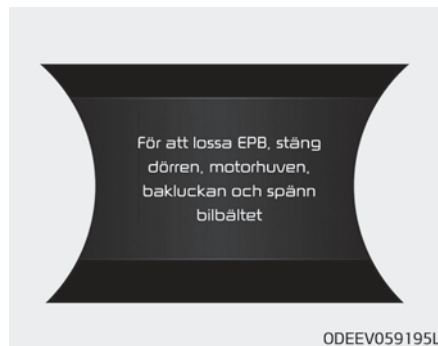 För att lossa EPB, stäng
dörren, motorhuven,
bakluckan och spänn
bilbältet
ODEEV059195L